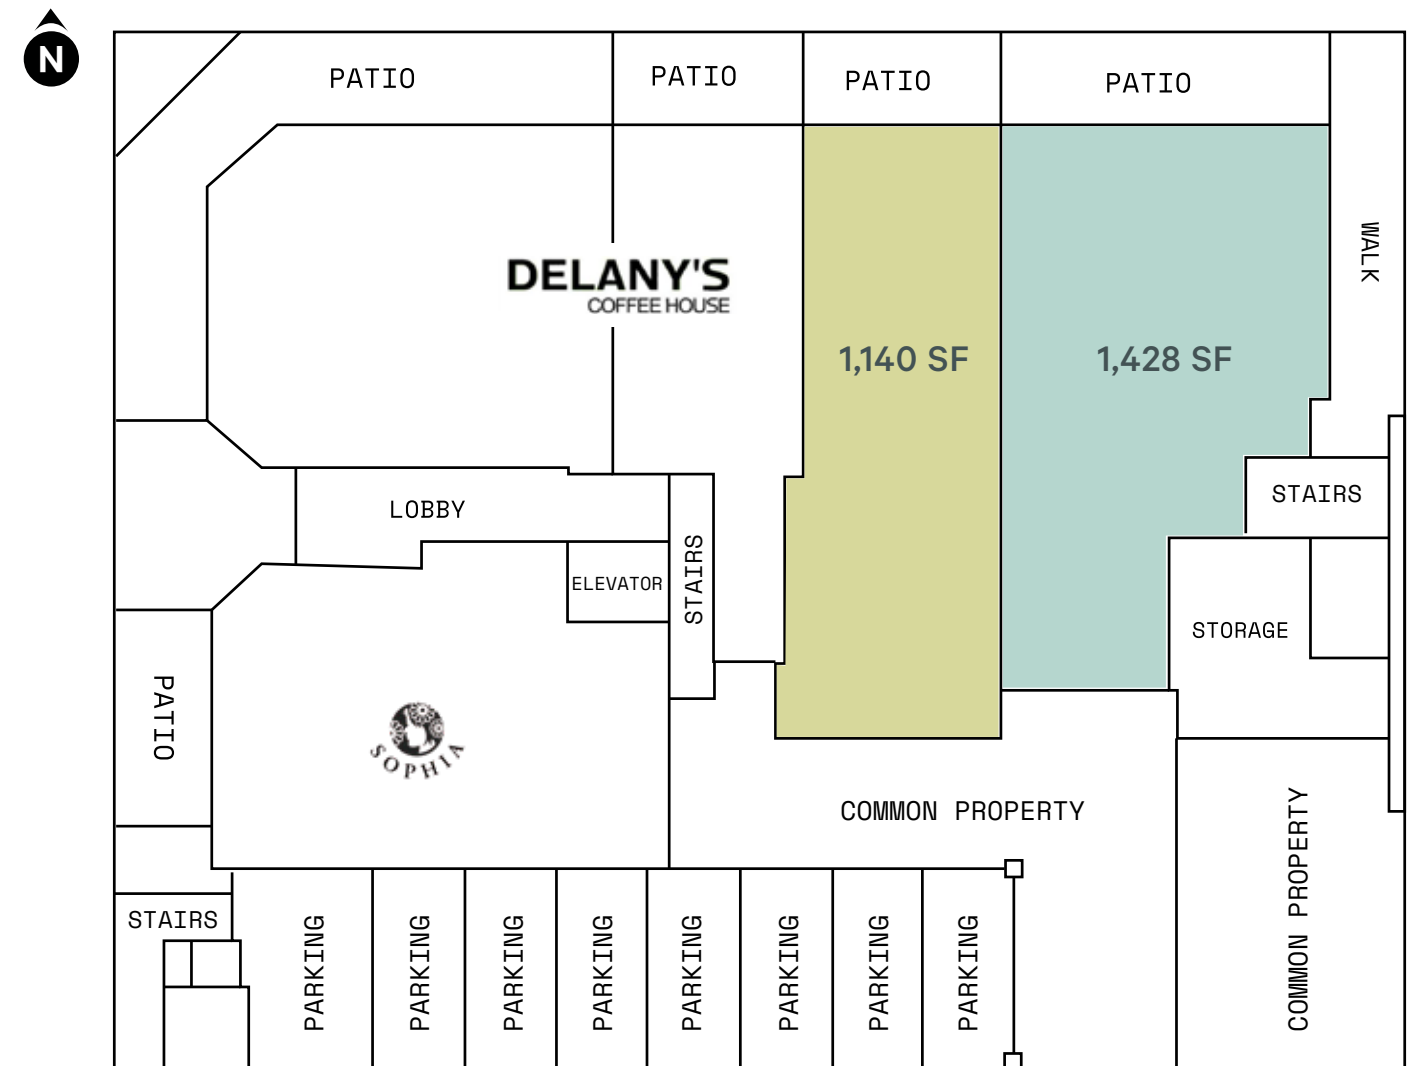 N
PATIO
PATIO
PATIO
PATIO
WALK
DELANY'S
COFFEE HOUSE
1,140 SF
1,428 SF
STAIRS
LOBBY
ELEVATOR
STAIRS
STORAGE
PATIO
SOPHIA
COMMON PROPERTY
COMMON PROPERTY
STAIRS
PARKING
PARKING
PARKING
PARKING
PARKING
PARKING
PARKING
PARKING